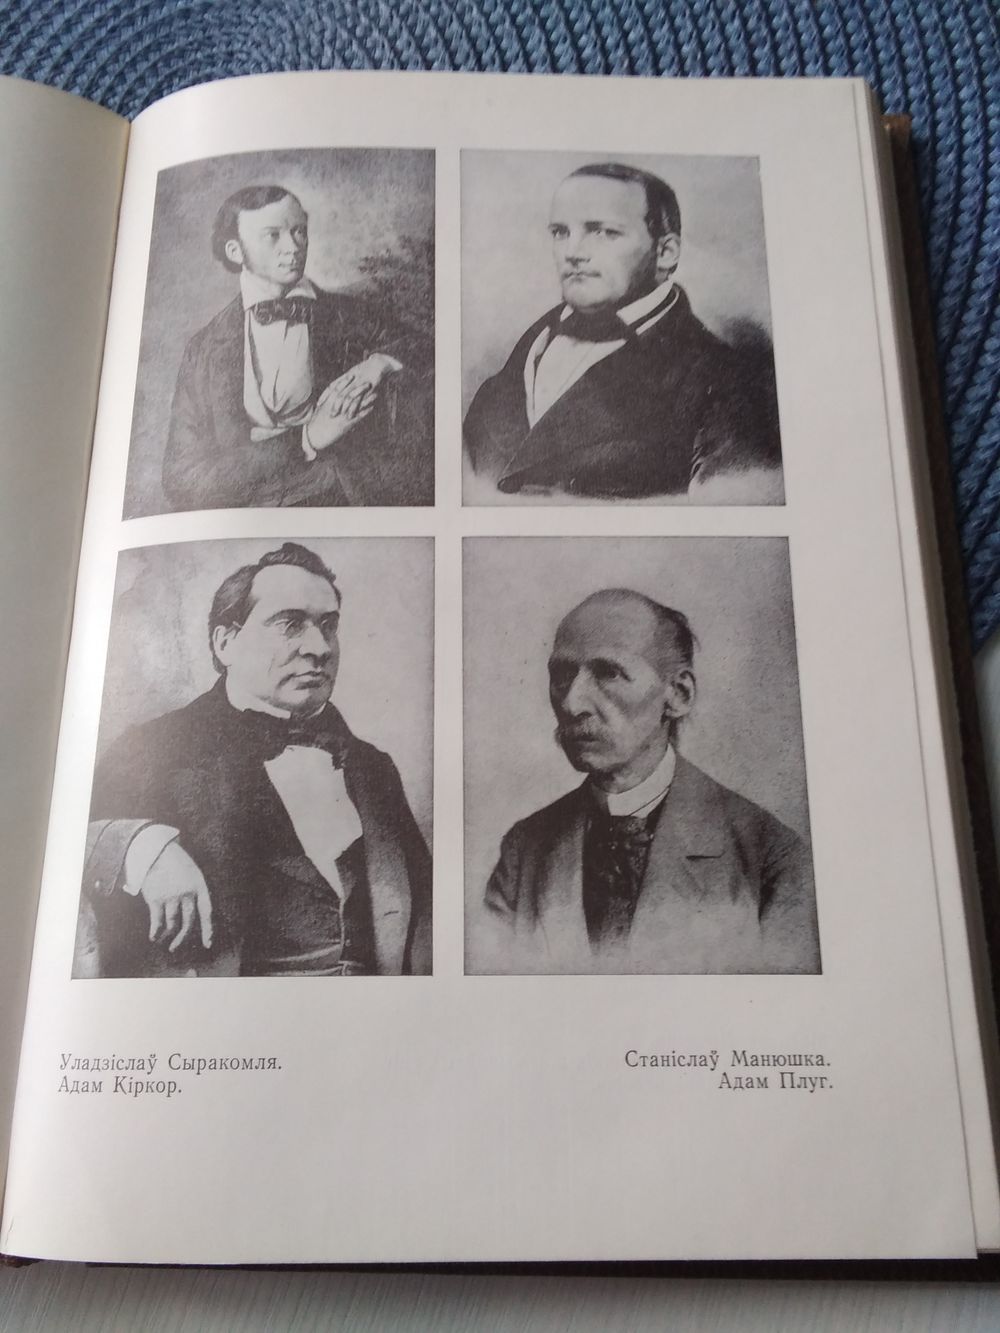 Уладзіслаў Сыракомля.
Адам Кіркор.
Станіслаў Манюшка.
Адам Плуг.